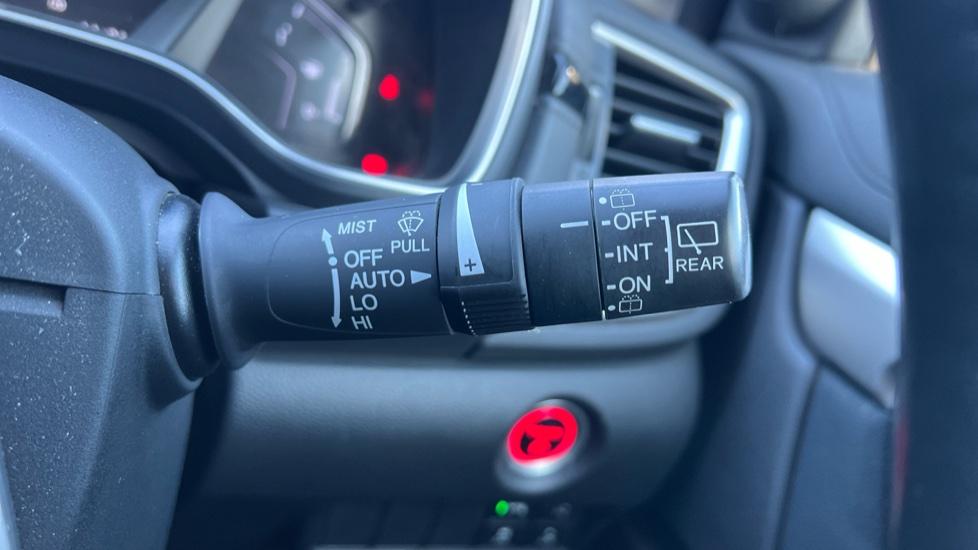 MIST
PULL
OFF
AUTO
LO
HI
- +
OFF
INT
ON
REAR